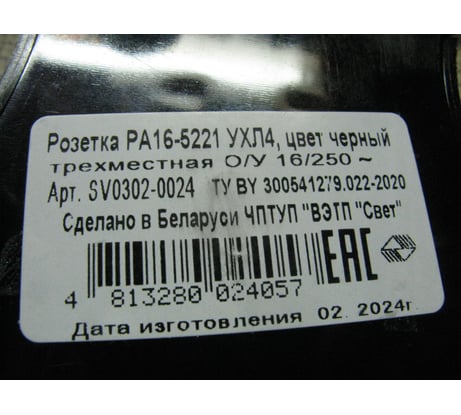 Розетка РА16-5221 УХЛ4, цвет черный
трехместная О/У 16/250 ~
Арт. SV0302-0024 ТУ BY 300541279.022-2020
Сделано в Беларуси ЧПТУП "ВЭГП "Свет"
EAC
4 813280 024057
Дата изготовления 02. 2024г.